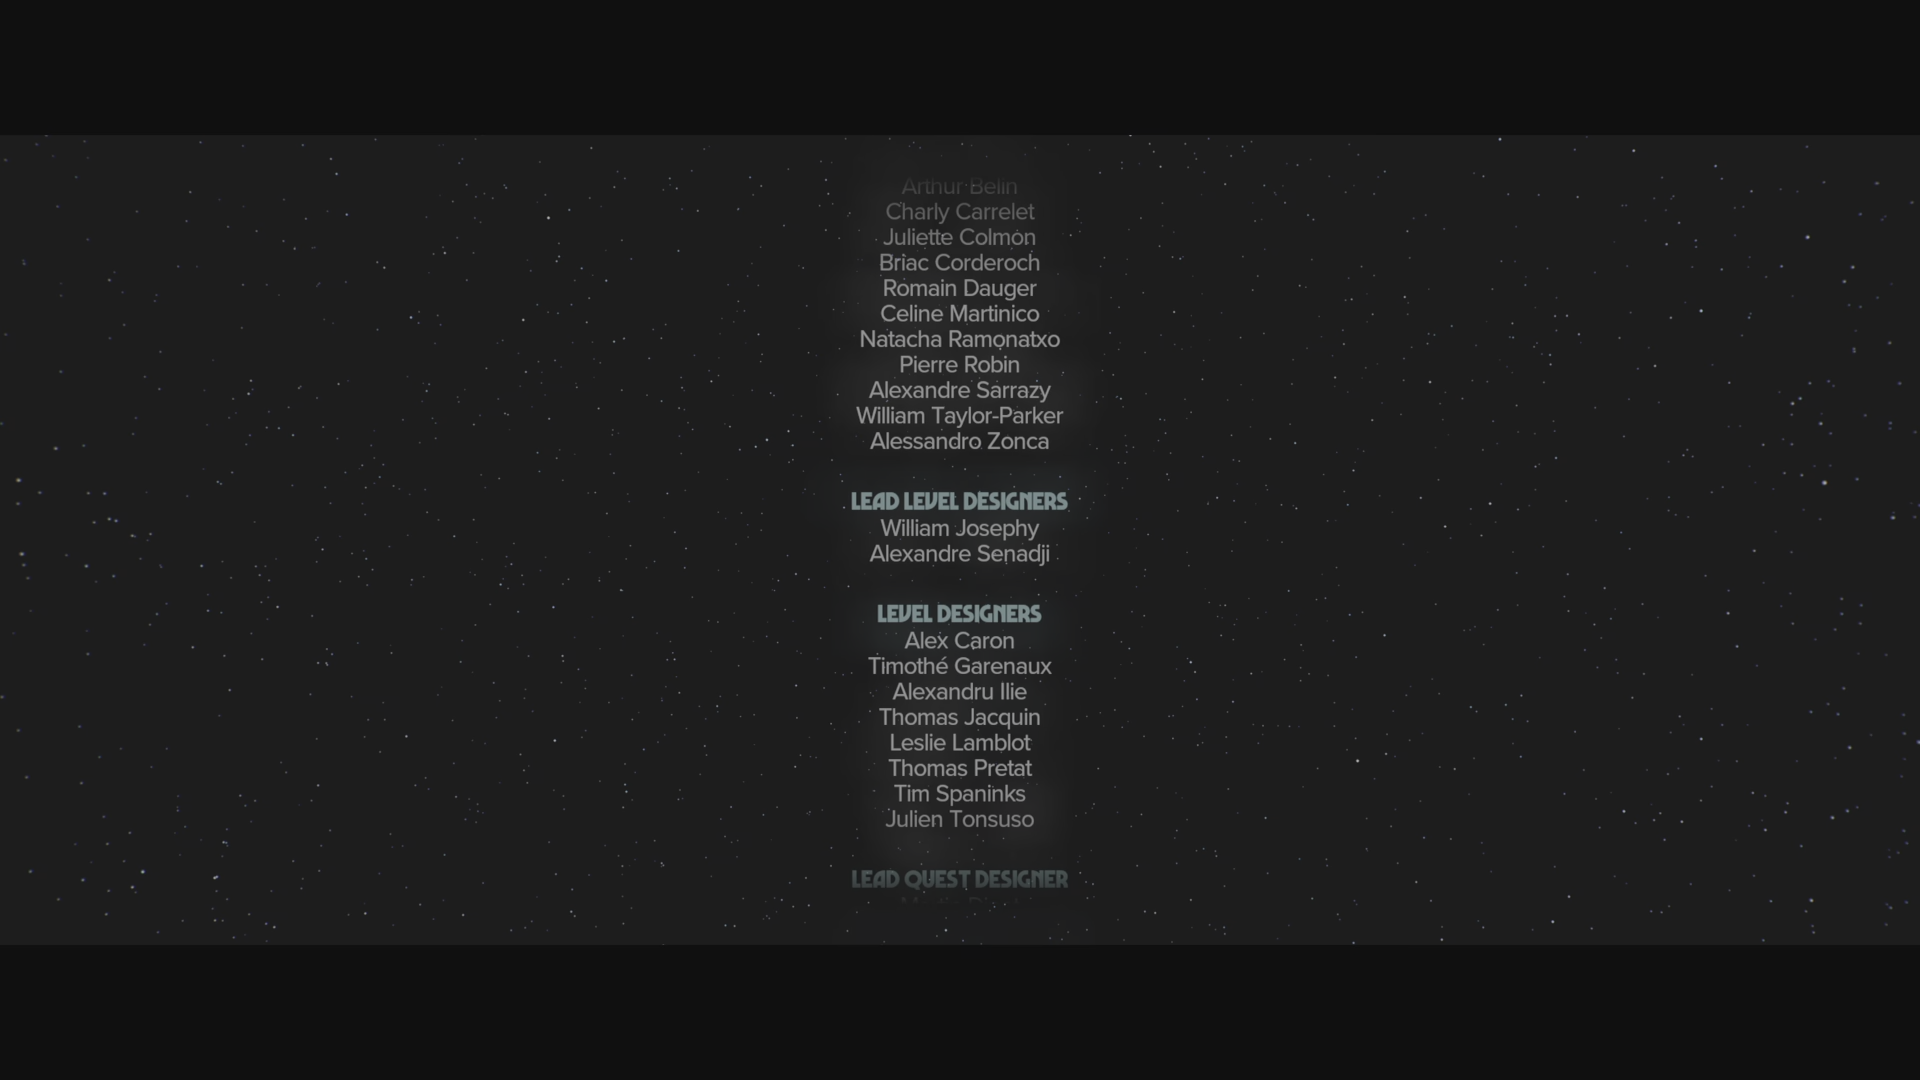 Arthur Belin
Charly Carrelet
Juliette Colmon
Briac Corderoch
Romain Dauger
Celine Martinico
Natacha Ramonatxo
Pierre Robin
Alexandre Sarrazy
William Taylor-Parker
Alessandro Zonca
LEAD LEVEL DESIGNERS
William Josephy
Alexandre Senadji
LEVEL DESIGNERS
Alex Caron
Timothé Garenaux
Alexandru Ilie
Thomas Jacquin
Leslie Lamblot
Thomas Pretat
Tim Spaninks
Julien Tonsuso
LEAD QUEST DESIGNER